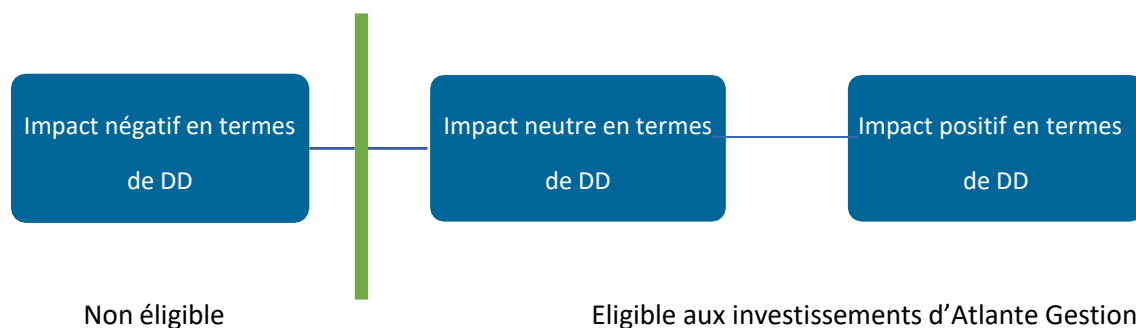 Impact négatif en termes
de DD
Impact neutre en termes
de DD
Impact positif en termes
de DD
Non éligible
Eligible aux investissements d’Atlante Gestion